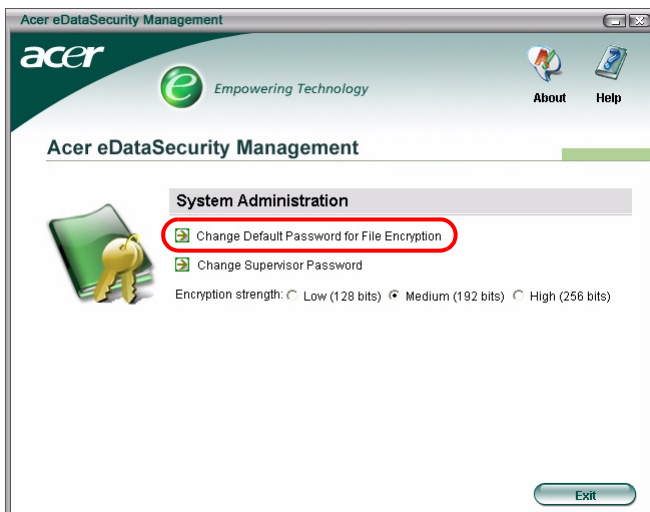 Acer eDataSecurity Management
acer
e Empowering Technology
About Help
Acer eDataSecurity Management
System Administration
Change Default Password for File Encryption
Change Supervisor Password
Encryption strength: Low (128 bits) Medium (192 bits) High (256 bits)
Exit